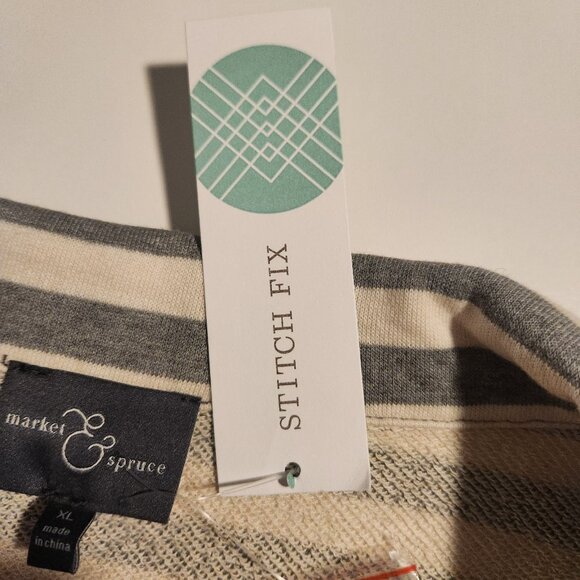 STITCH FIX
market
&
spruce
XL
made
in china